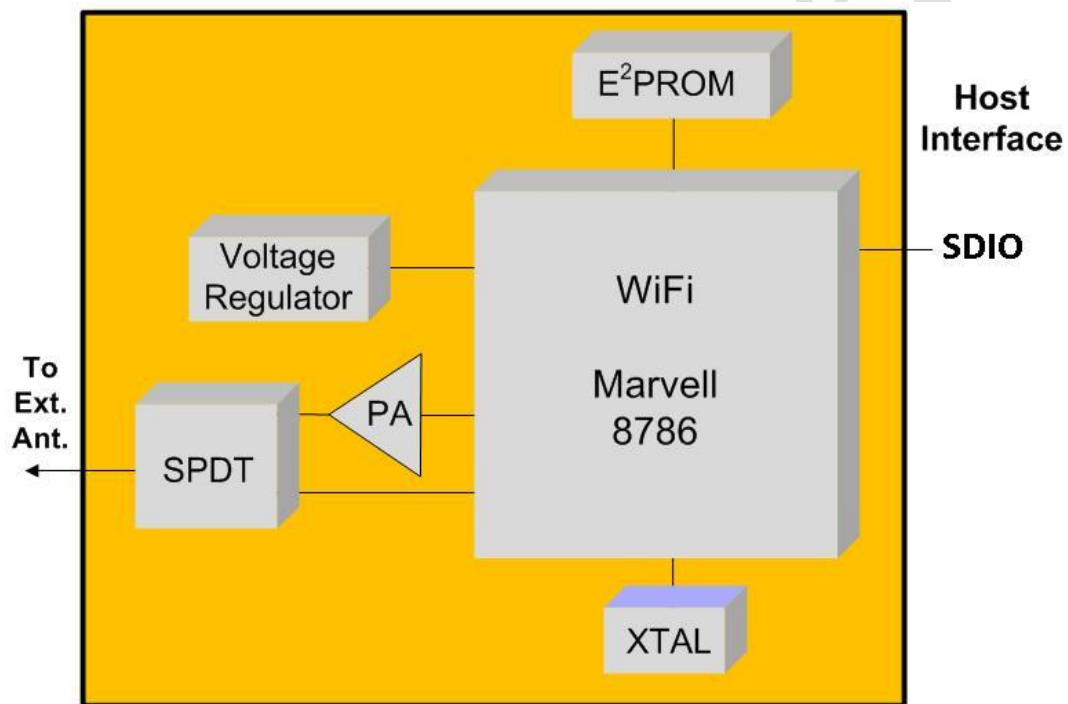 E²PROM
Host
Interface
SDIO
Voltage
Regulator
WiFi
Marvell
8786
To
Ext.
Ant.
PA
SPDT
XTAL